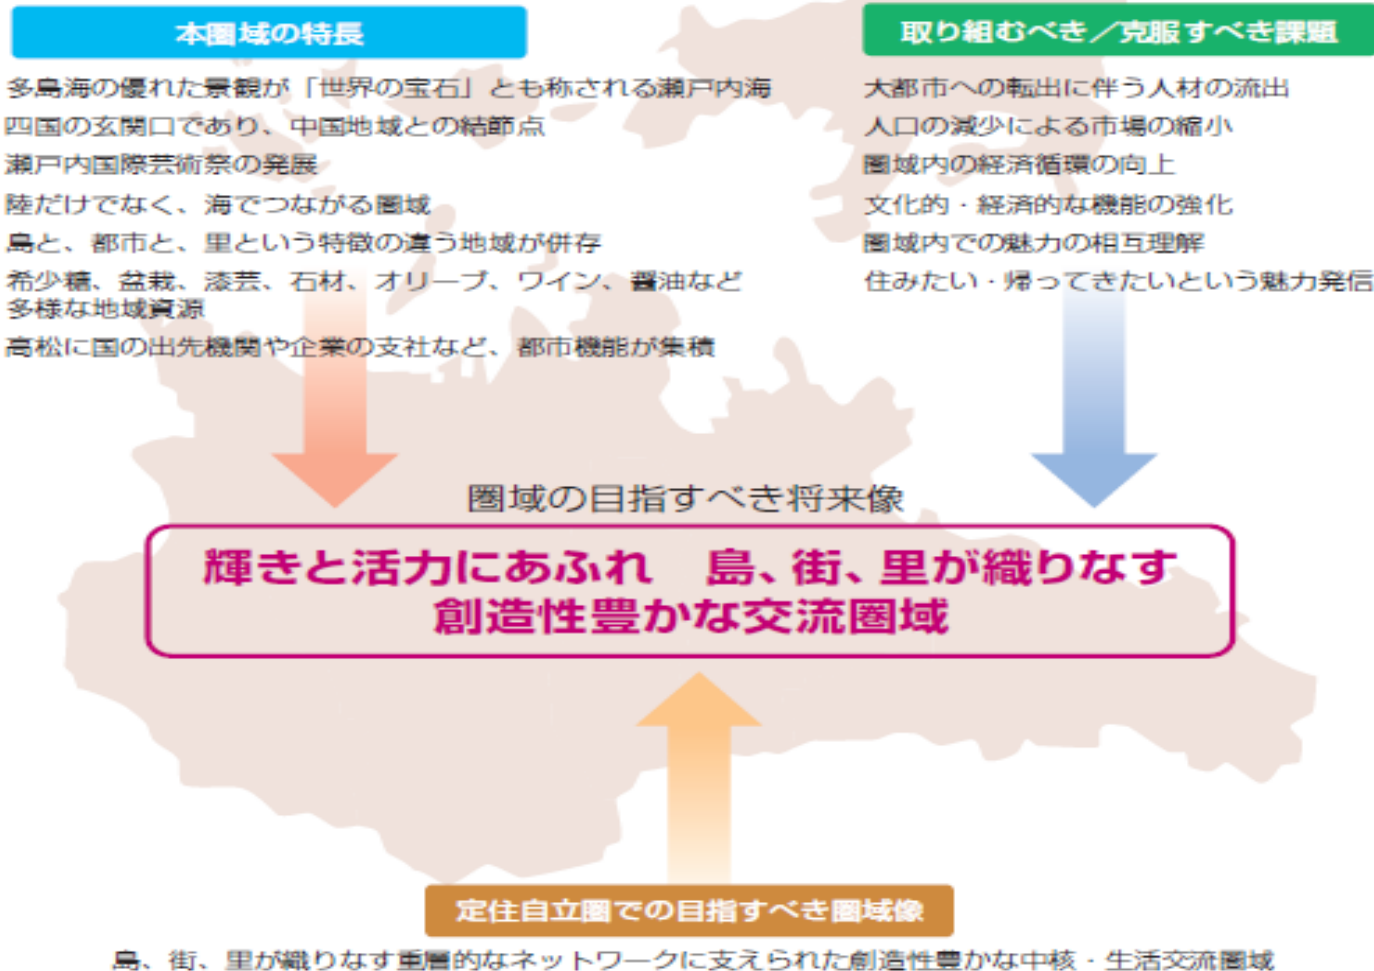 本圏域の特長
多島海の優れた景観が「世界の宝石」とも称される瀬戸内海
四国の玄関口であり、中国地域との結節点
瀬戸内国際芸術祭の発展
陸だけでなく、海でつながる圏域
島と、都市と、里という特徴の違う地域が併存
希少糖、盆栽、漆芸、石材、オリーブ、ワイン、醤油など
多様な地域資源
高松に国の出先機関や企業の支社など、都市機能が集積
取り組むべき／克服すべき課題
大都市への転出に伴う人材の流出
人口の減少による市場の縮小
圏域内の経済循環の向上
文化的・経済的な機能の強化
圏域内での魅力の相互理解
住みたい・帰ってきたいという魅力発信
圏域の目指すべき将来像
輝きと活力にあふれ　島、街、里が織りなす
創造性豊かな交流圏域
定住自立圏での目指すべき圏域像
島、街、里が織りなす重層的なネットワークに支えられた創造性豊かな中核・生活交流圏域